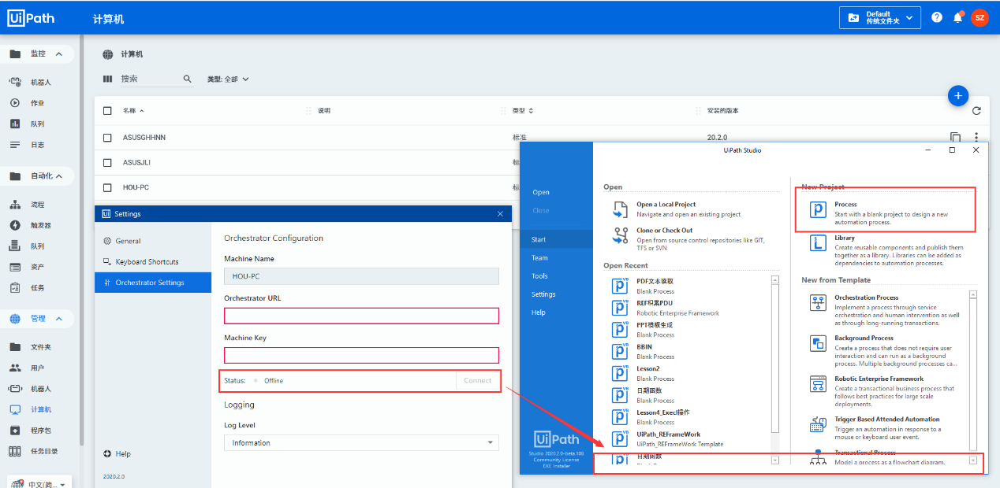 UiPath
计算机
Default
传统文件夹
SZ
监控
机器人
作业
队列
日志
自动化
流程
触发器
队列
资产
任务
管理
文件夹
用户
机器人
计算机
程序包
任务目录
中文(简...
计算机
搜索
类型: 全部
名称
说明
类型
安装的版本
ASUSGHHNN
标准
20.2.0
ASUSJLI
HOU-PC
Ui Settings
General
Keyboard Shortcuts
Orchestrator Settings
Help
2020.2.0
Orchestrator Configuration
Machine Name
HOU-PC
Orchestrator URL
Machine Key
Status:
Offline
Connect
Logging
Log Level
Information
UiPath Studio
Open
Close
Start
Team
Tools
Settings
Help
UiPath
Studio 2020.2.0-beta.108
Community License
EXE Installer
Open
Open a Local Project
Navigate and open an existing project
Clone or Check Out
Open from source control repositories like GIT,
TFS or SVN
Open Recent
PDF文本读取
Blank Process
REF积累PDU
Robotic Enterprise Framework
PPT模板生成
Blank Process
BBIN
Blank Process
Lesson2
Blank Process
日期函数
Blank Process
Lesson4_Execl操作
Blank Process
UiPath_REFrameWork
UiPath_REFrameWork Template
日期函数
New Project
Process
Start with a blank project to design a new
automation process.
Library
Create reusable components and publish them
together as a library. Libraries can be added as
dependencies to automation processes.
New from Template
Orchestration Process
Implement a process through service
orchestration and human intervention as well
as through long-running transactions.
Background Process
Create a process that does not require user
interaction and can run as a background
process. Multiple background processes ca...
Robotic Enterprise Framework
Create a transactional business process that
follows best practices for large scale
deployments.
Trigger Based Attended Automation
Trigger an automation in response to a
mouse or keyboard user event.
Transactional Process
Model a process as a flowchart diagram.